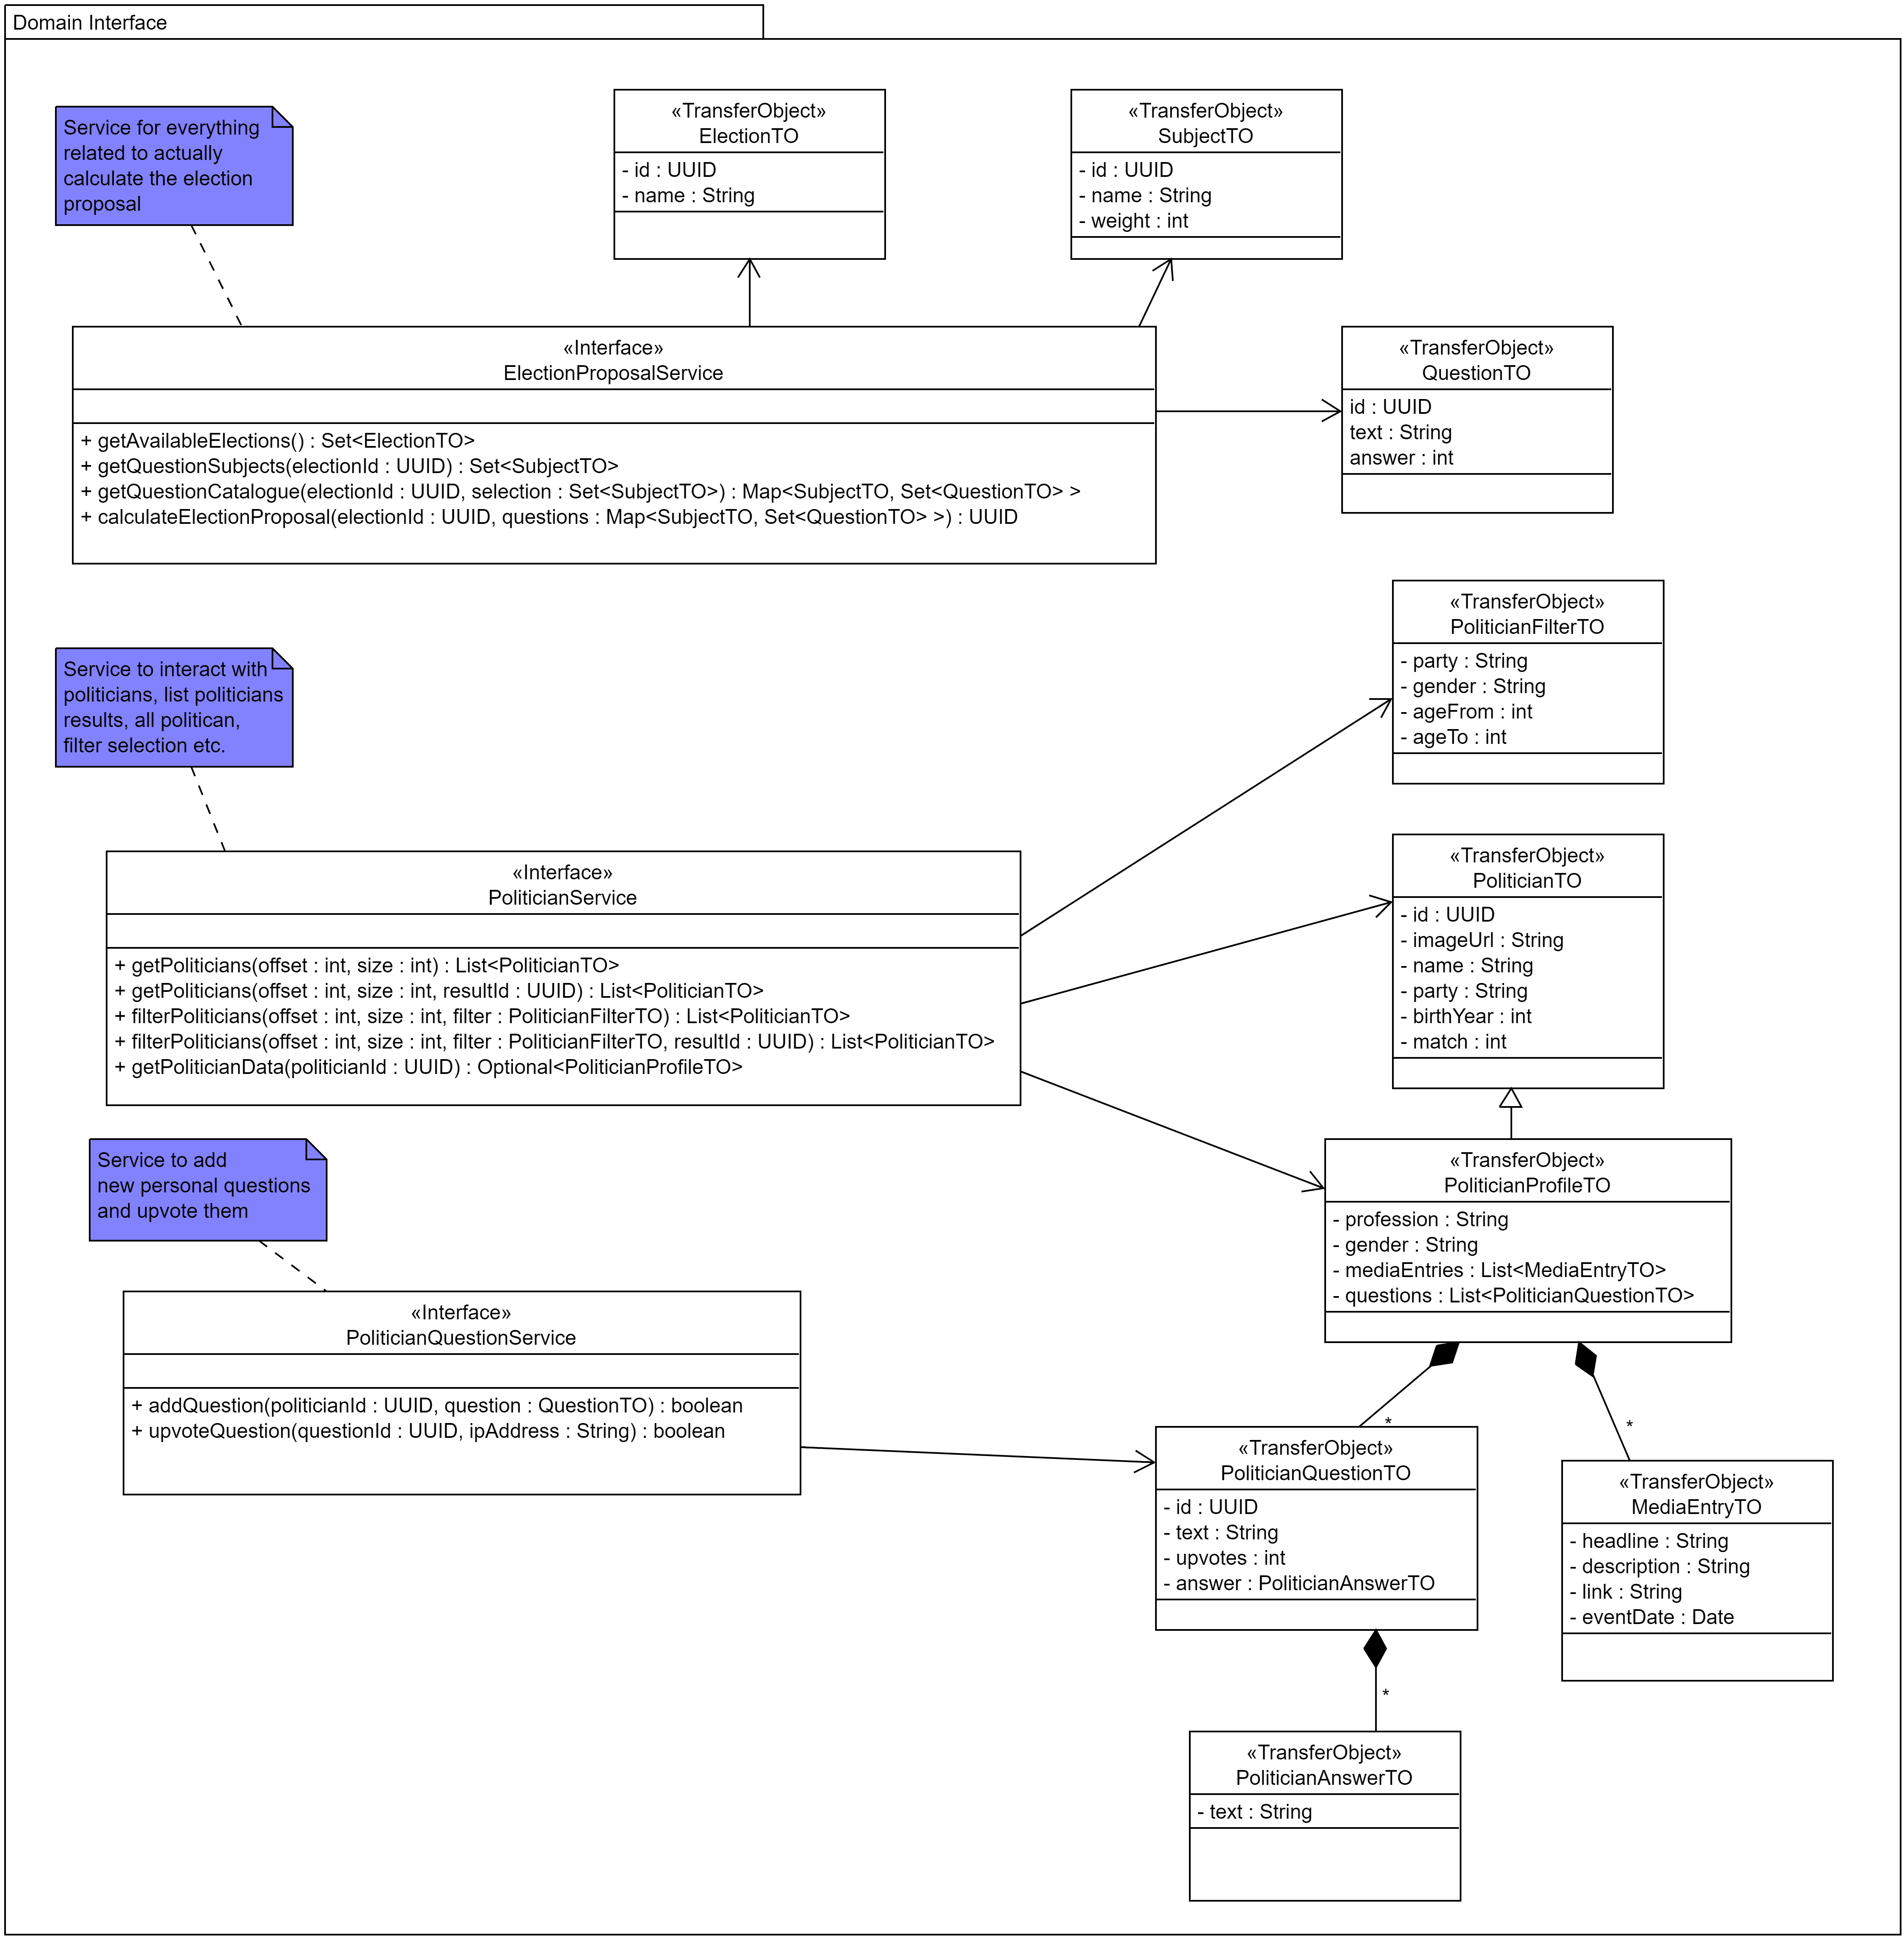 Domain Interface
Service for everything
related to actually
calculate the election
proposal
«TransferObject»
ElectionTO
- id : UUID
- name : String
«TransferObject»
SubjectTO
- id : UUID
- name : String
- weight : int
«Interface»
ElectionProposalService
+ getAvailableElections() : Set<ElectionTO>
+ getQuestionSubjects(electionId : UUID) : Set<SubjectTO>
+ getQuestionCatalogue(electionId : UUID, selection : Set<SubjectTO>) : Map<SubjectTO, Set<QuestionTO> >
+ calculateElectionProposal(electionId : UUID, questions : Map<SubjectTO, Set<QuestionTO> >) : UUID
«TransferObject»
QuestionTO
id : UUID
text : String
answer : int
«TransferObject»
PoliticianFilterTO
- party : String
- gender : String
- ageFrom : int
- ageTo : int
Service to interact with
politicians, list politicians
results, all politican,
filter selection etc.
«Interface»
PoliticianService
+ getPoliticians(offset : int, size : int) : List<PoliticianTO>
+ getPoliticians(offset : int, size : int, resultId : UUID) : List<PoliticianTO>
+ filterPoliticians(offset : int, size : int, filter : PoliticianFilterTO) : List<PoliticianTO>
+ filterPoliticians(offset : int, size : int, filter : PoliticianFilterTO, resultId : UUID) : List<PoliticianTO>
+ getPoliticianData(politicianId : UUID) : Optional<PoliticianProfileTO>
«TransferObject»
PoliticianTO
- id : UUID
- imageUrl : String
- name : String
- party : String
- birthYear : int
- match : int
Service to add
new personal questions
and upvote them
«TransferObject»
PoliticianProfileTO
- profession : String
- gender : String
- mediaEntries : List<MediaEntryTO>
- questions : List<PoliticianQuestionTO>
«Interface»
PoliticianQuestionService
+ addQuestion(politicianId : UUID, question : QuestionTO) : boolean
+ upvoteQuestion(questionId : UUID, ipAddress : String) : boolean
*
*
«TransferObject»
PoliticianQuestionTO
- id : UUID
- text : String
- upvotes : int
- answer : PoliticianAnswerTO
«TransferObject»
MediaEntryTO
- headline : String
- description : String
- link : String
- eventDate : Date
*
«TransferObject»
PoliticianAnswerTO
- text : String